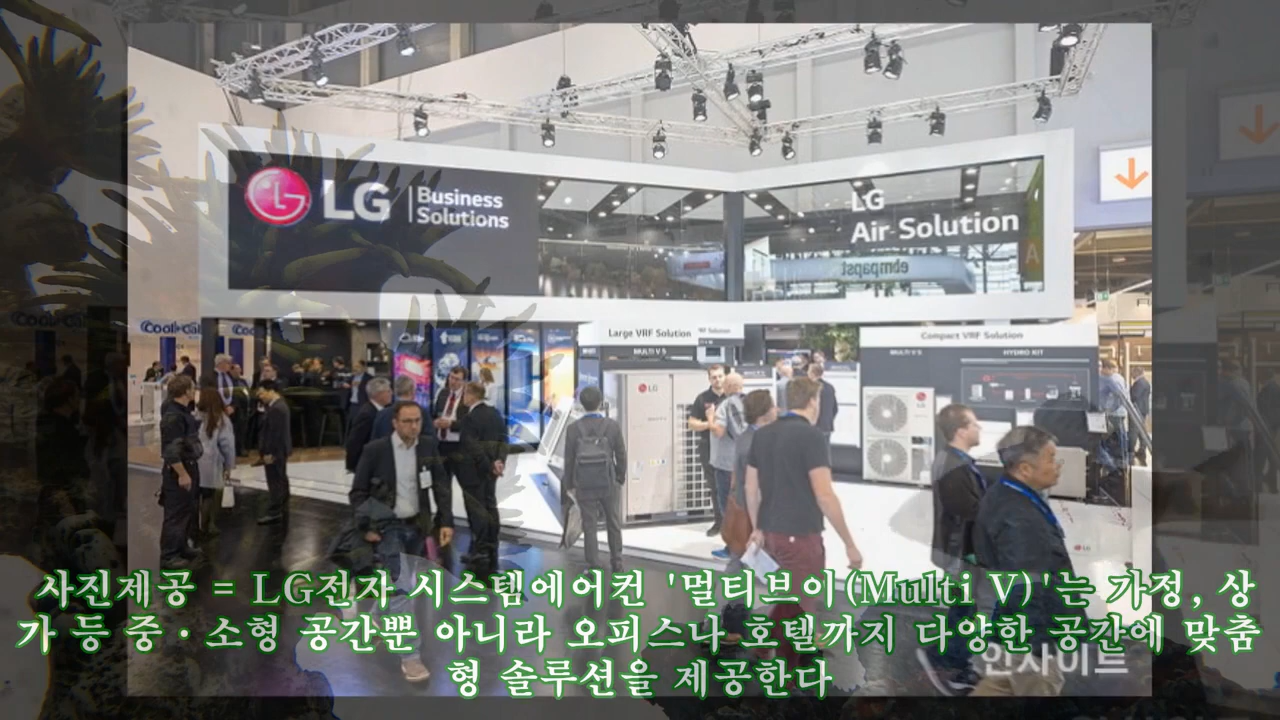 LG
Business
Solutions
LG
Air Solution
ebmpapst
Large VRF Solution
MULTI V S
Compact VRF Solution
MULTI V S
HYDRO KIT
LG
LG
사진제공 = LG전자 시스템에어컨 '멀티브이(Multi V)'는 가정, 상
가 등 중·소형 공간뿐 아니라 오피스나 호텔까지 다양한 공간에 맞춤
형 솔루션을 제공한다
인사이트